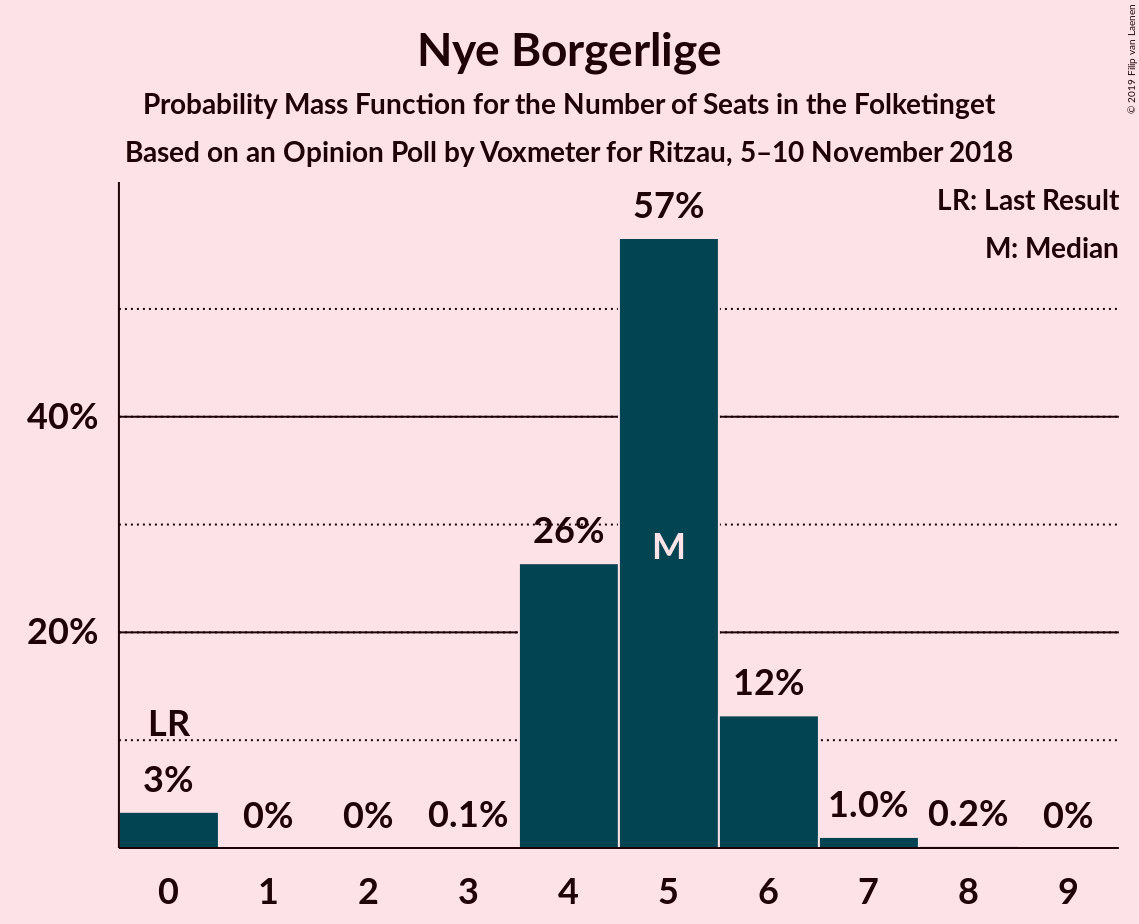 Nye Borgerlige
Probability Mass Function for the Number of Seats in the Folketinget
Based on an Opinion Poll by Voxmeter for Ritzau, 5–10 November 2018
© 2019 Filip van Laenen
LR: Last Result
M: Median
57%
40%
26%
M
20%
12%
LR
3%
0%
0%
0.1%
1.0%
0.2%
0%
0 1 2 3 4 5 6 7 8 9